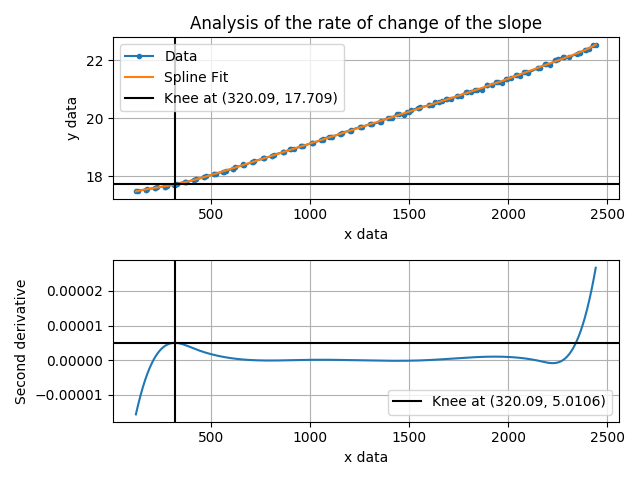 Analysis of the rate of change of the slope
22
20
18
y data
Data
Spline Fit
Knee at (320.09, 17.709)
500 1000 1500 2000 2500
x data
0.00002
0.00001
0.00000
−0.00001
Second derivative
Knee at (320.09, 5.0106)
500 1000 1500 2000 2500
x data